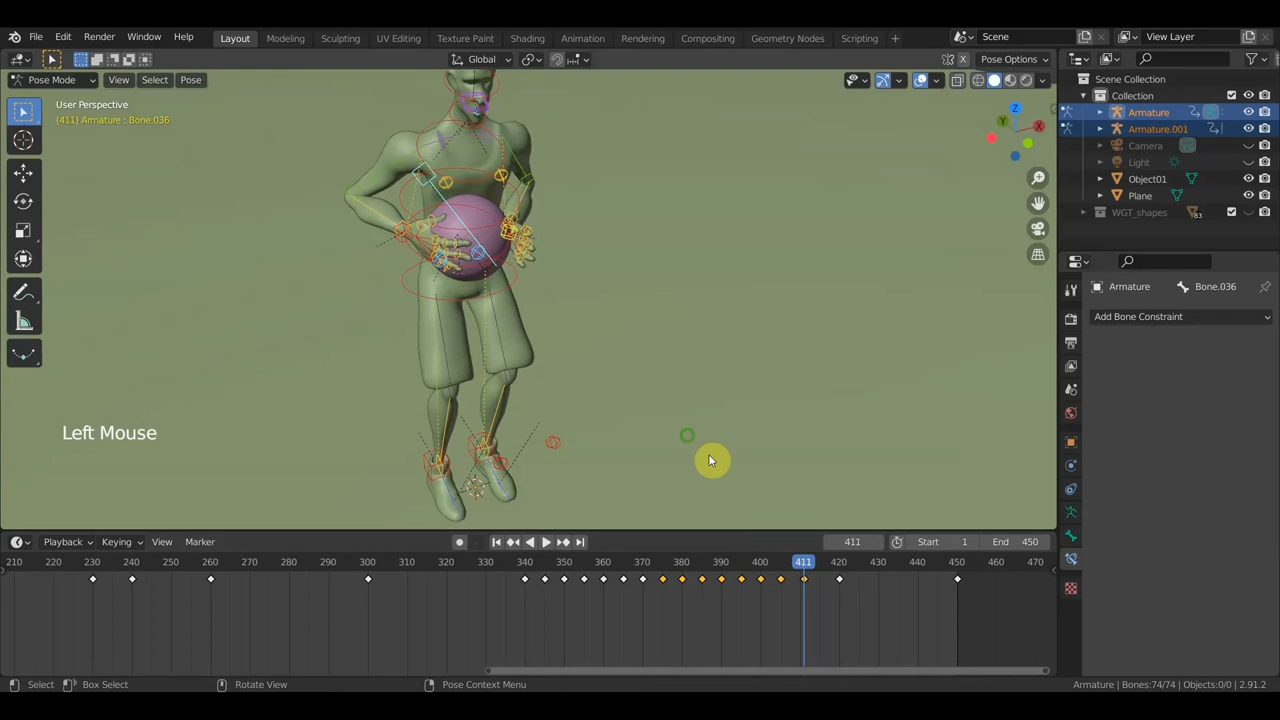 File Edit Render Window Help Layout Modeling Sculpting UV Editing Texture Paint Shading Animation Rendering Compositing Geometry Nodes Scripting + Scene View Layer
Global Pose Options
Pose Mode View Select Pose
User Perspective
(411) Armature : Bone.036
X
Y
Z
Scene Collection
Collection
Armature
Armature.001
Camera
Light
Object01
Plane
WGT_shapes 83
Armature Bone.036
Add Bone Constraint
Left Mouse
Playback Keying View Marker 411 Start 1 End 450
210 220 230 240 250 260 270 280 290 300 310 320 330 340 350 360 370 380 390 400 411 420 430 440 450 460 470
Select Box Select Rotate View Pose Context Menu Armature | Bones:74/74 | Objects:0/0 | 2.91.2